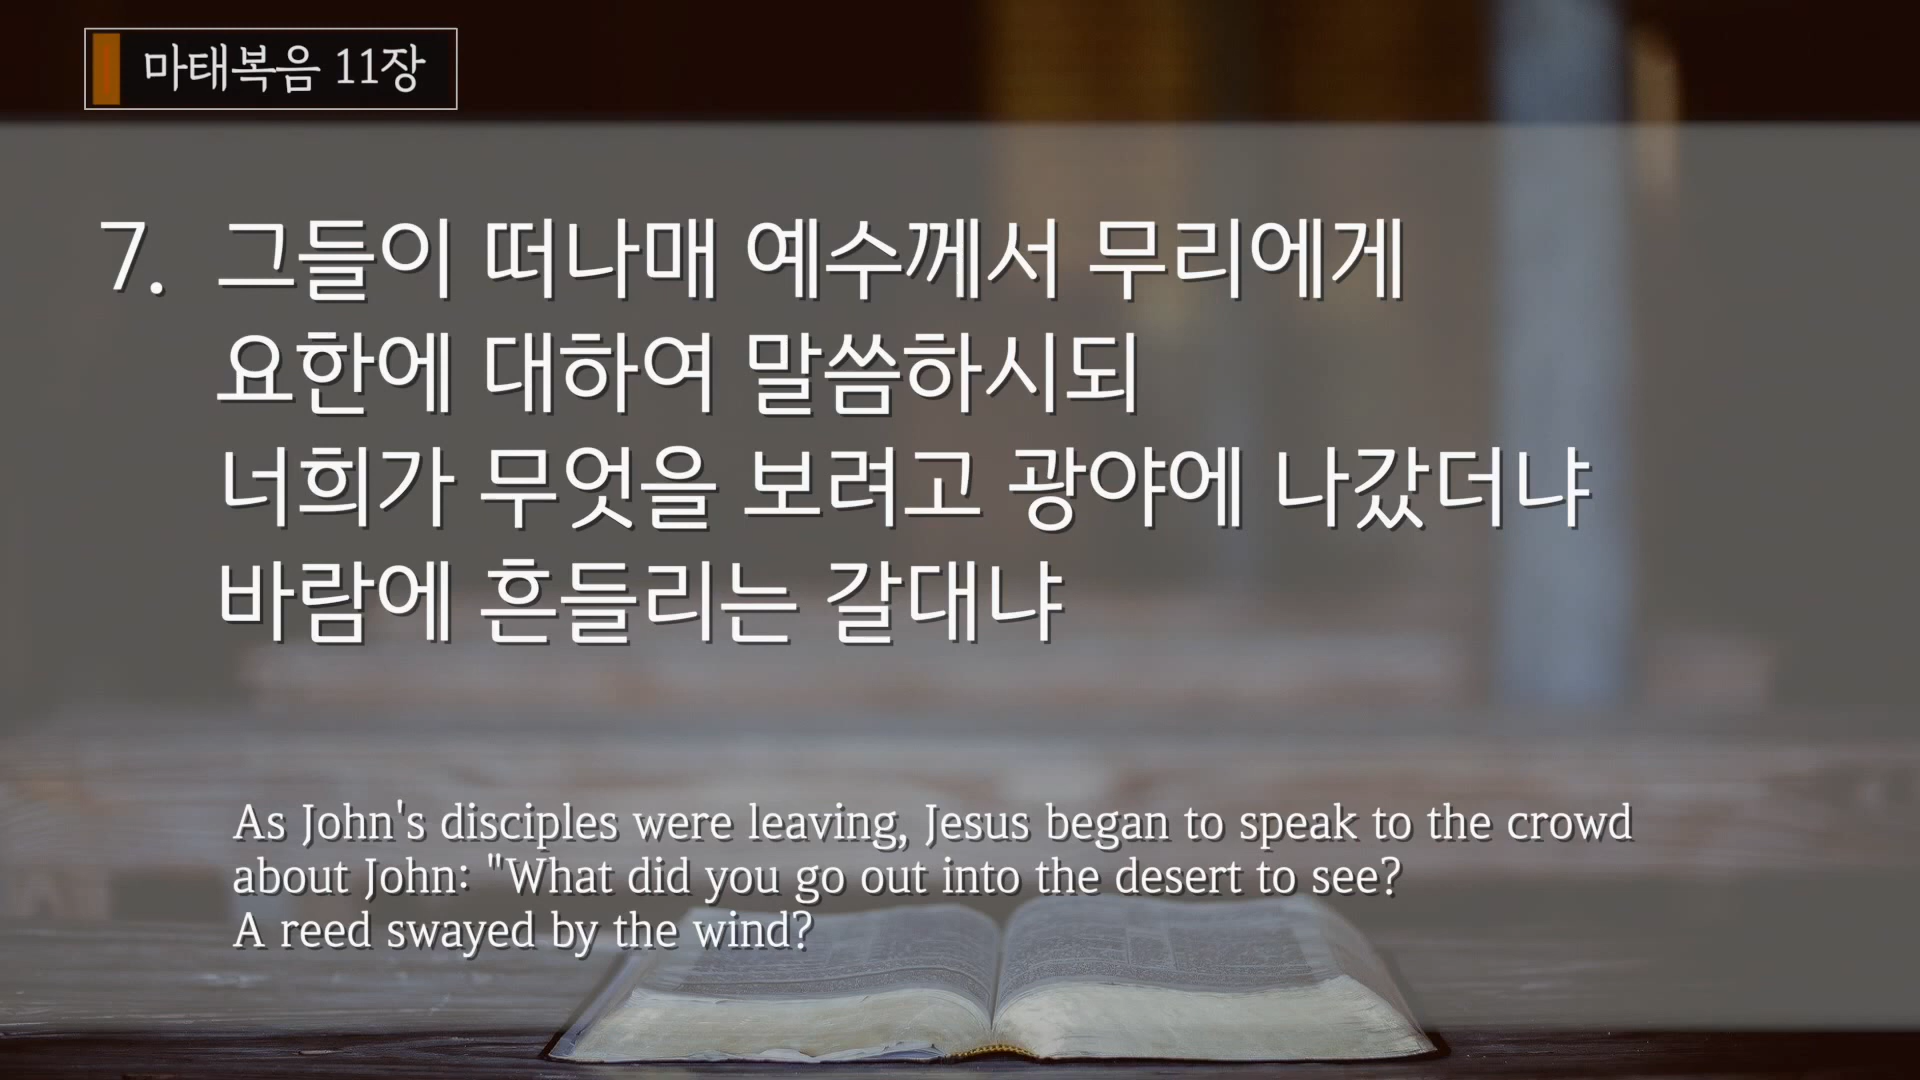 마태복음 11장
7. 그들이 떠나매 예수께서 무리에게
요한에 대하여 말씀하시되
너희가 무엇을 보려고 광야에 나갔더냐
바람에 흔들리는 갈대냐
As John's disciples were leaving, Jesus began to speak to the crowd
about John: "What did you go out into the desert to see?
A reed swayed by the wind?